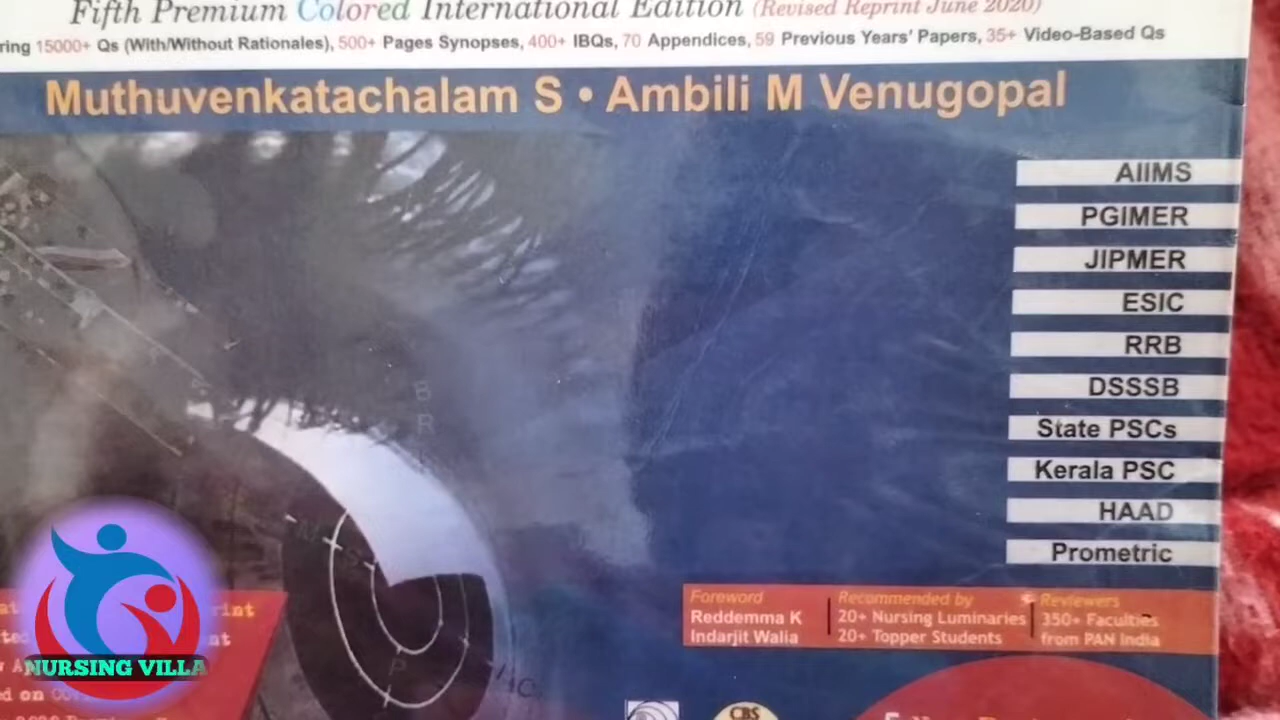 Fifth Premium Colored International Edition (Revised Reprint June 2020)
15000+ Qs (With/Without Rationales), 500+ Pages Synopses, 400+ IBQs, 70 Appendices, 59 Previous Years' Papers, 35+ Video-Based Qs
Muthuvenkatachalam S • Ambili M Venugopal
AIIMS
PGIMER
JIPMER
ESIC
RRB
DSSSB
State PSCs
Kerala PSC
HAAD
Prometric
Foreword
Reddemma K
Indarjit Walia
Recommended by
20+ Nursing Luminaries
20+ Topper Students
Reviewers
350+ Faculties
from PAN India
NURSING VILLA
CBS